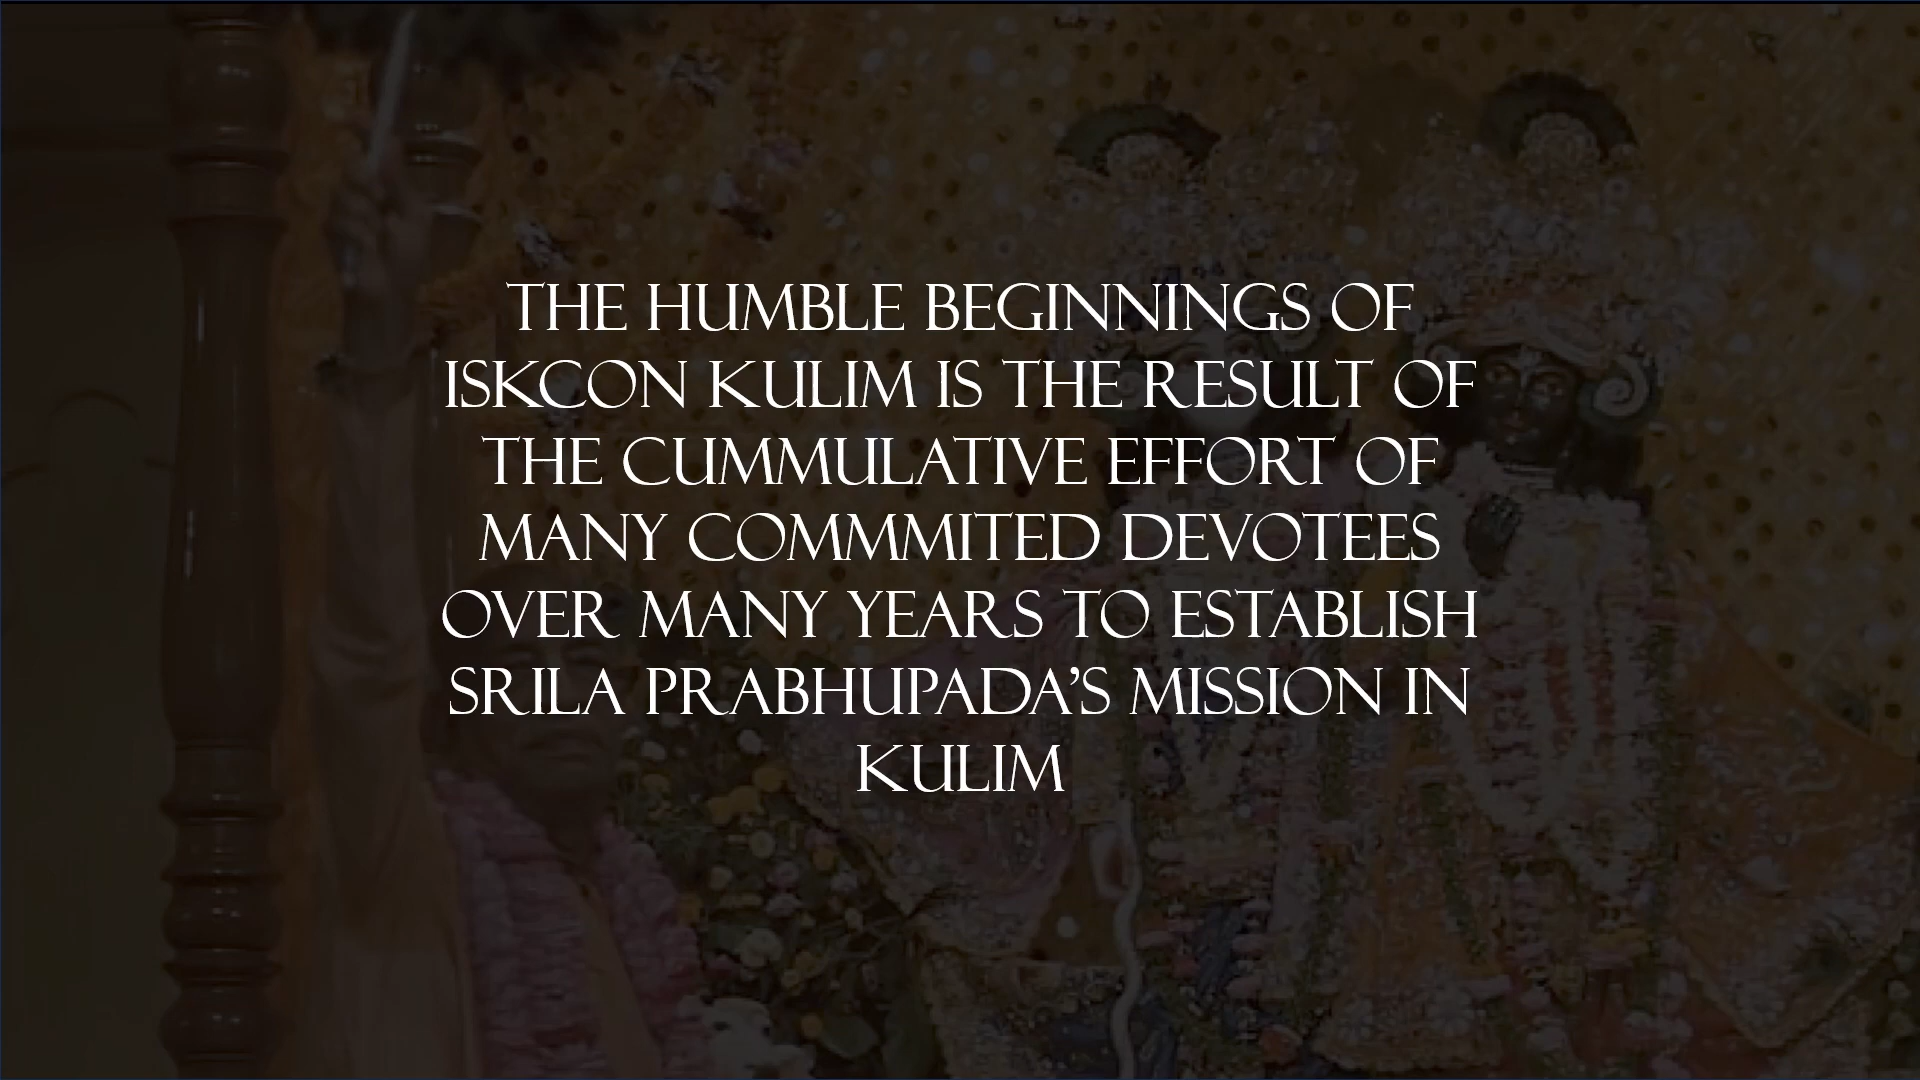 THE HUMBLE BEGINNINGS OF
ISKCON KULIM IS THE RESULT OF
THE CUMMULATIVE EFFORT OF
MANY COMMMITED DEVOTEES
OVER MANY YEARS TO ESTABLISH
SRILA PRABHUPADA’S MISSION IN
KULIM